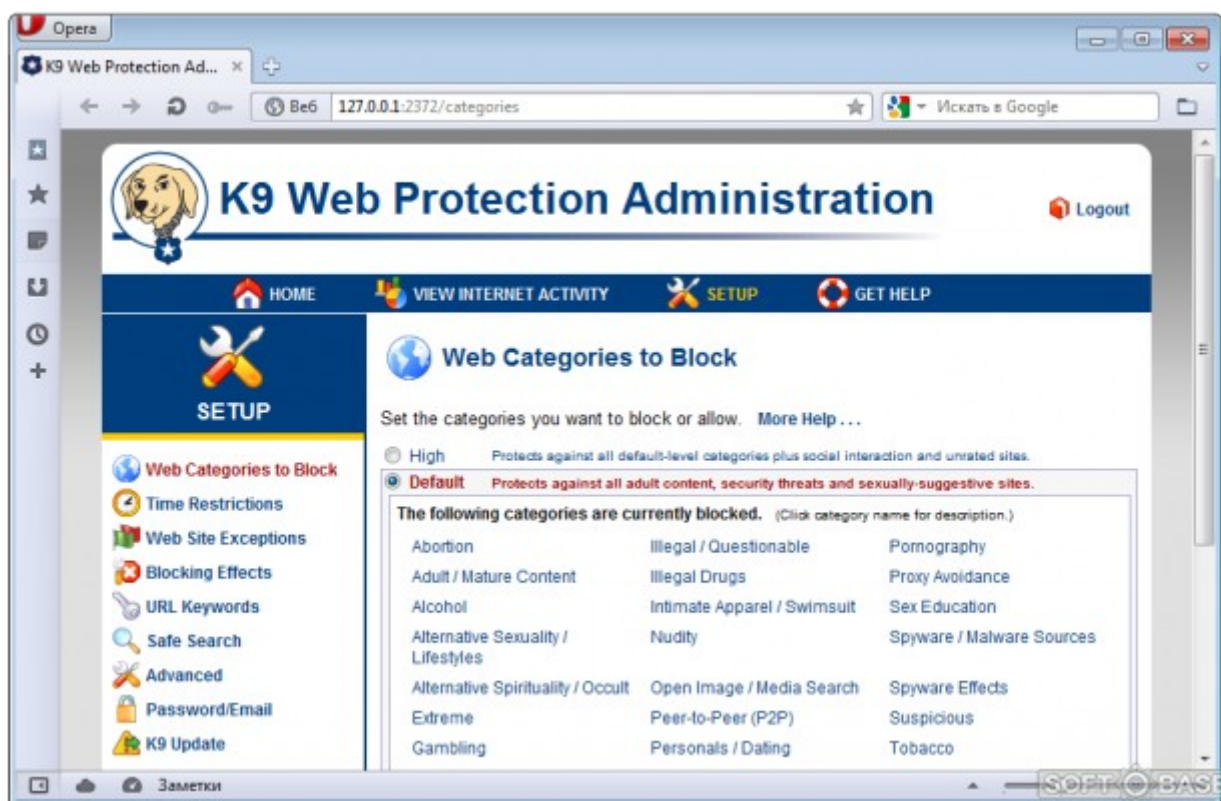 Opera
K9 Web Protection Ad...
Веб
127.0.0.1:2372/categories
Искать в Google
K9 Web Protection Administration
Logout
HOME
VIEW INTERNET ACTIVITY
SETUP
GET HELP
SETUP
Web Categories to Block
Time Restrictions
Web Site Exceptions
Blocking Effects
URL Keywords
Safe Search
Advanced
Password/Email
K9 Update
Web Categories to Block
Set the categories you want to block or allow. More Help . . .
High Protects against all default-level categories plus social interaction and unrated sites.
Default Protects against all adult content, security threats and sexually-suggestive sites.
The following categories are currently blocked. (Click category name for description.)
Abortion Illegal / Questionable Pornography
Adult / Mature Content Illegal Drugs Proxy Avoidance
Alcohol Intimate Apparel / Swimsuit Sex Education
Alternative Sexuality / Nudity Spyware / Malware Sources
Lifestyles
Alternative Spirituality / Occult Open Image / Media Search Spyware Effects
Extreme Peer-to-Peer (P2P) Suspicious
Gambling Personals / Dating Tobacco
Заметки
SOFT BASE